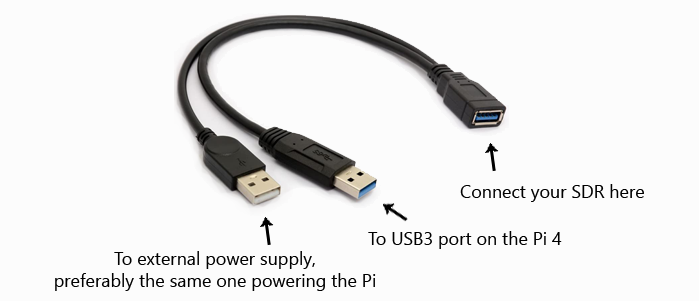 Connect your SDR here
To USB3 port on the Pi 4
To external power supply,
preferably the same one powering the Pi